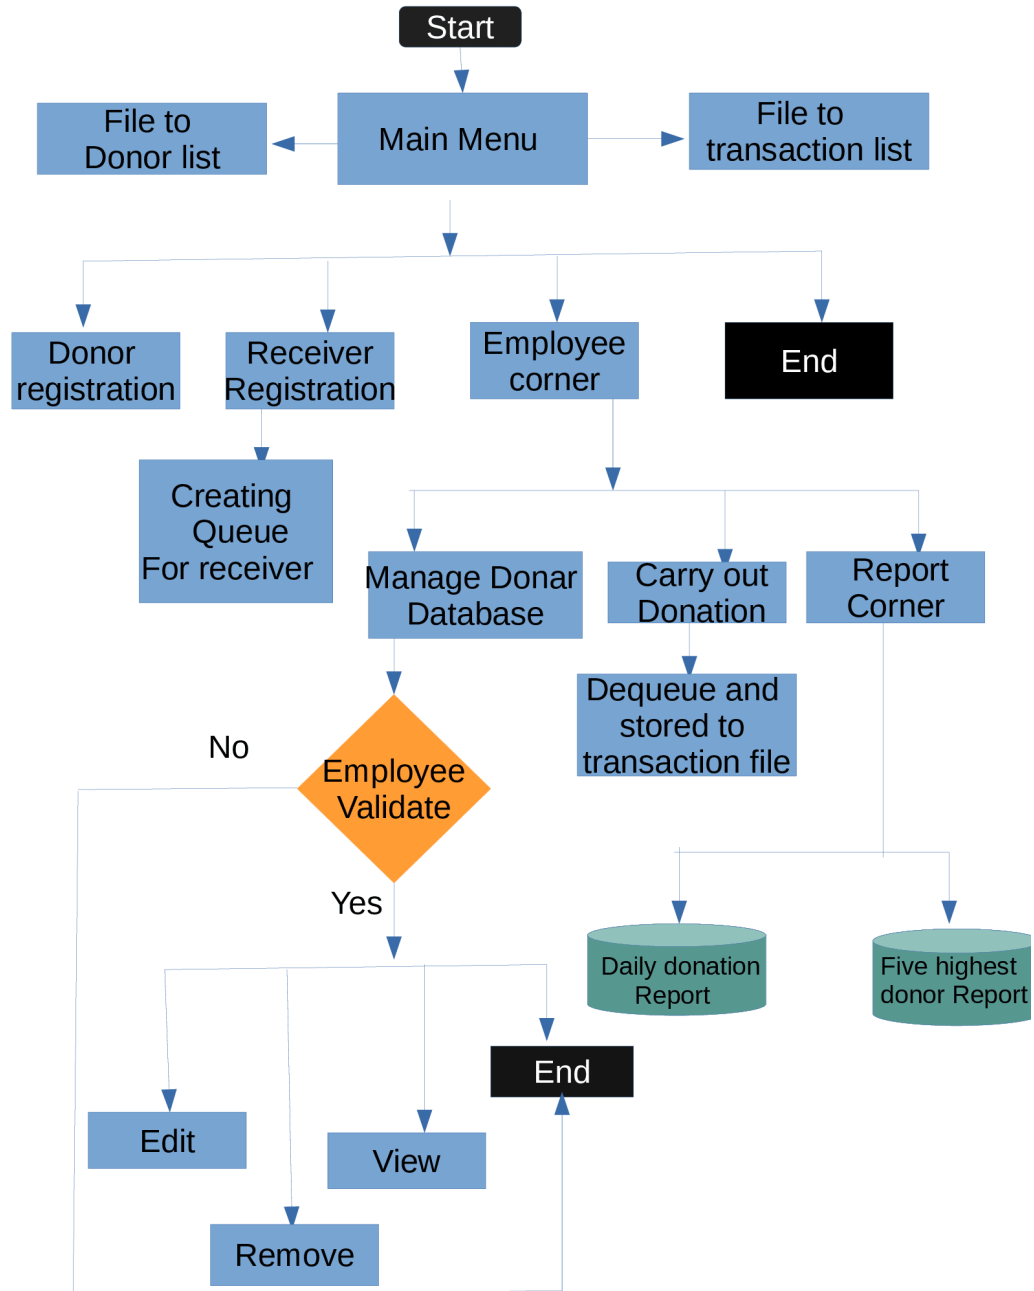 Start
File to
Donor list
Main Menu
File to
transaction list
Donor
registration
Receiver
Registration
Employee
corner
End
Creating
Queue
For receiver
Manage Donar
Database
Carry out
Donation
Report
Corner
Dequeue and
stored to
transaction file
No
Employee
Validate
Yes
Daily donation
Report
Five highest
donor Report
End
Edit
View
Remove